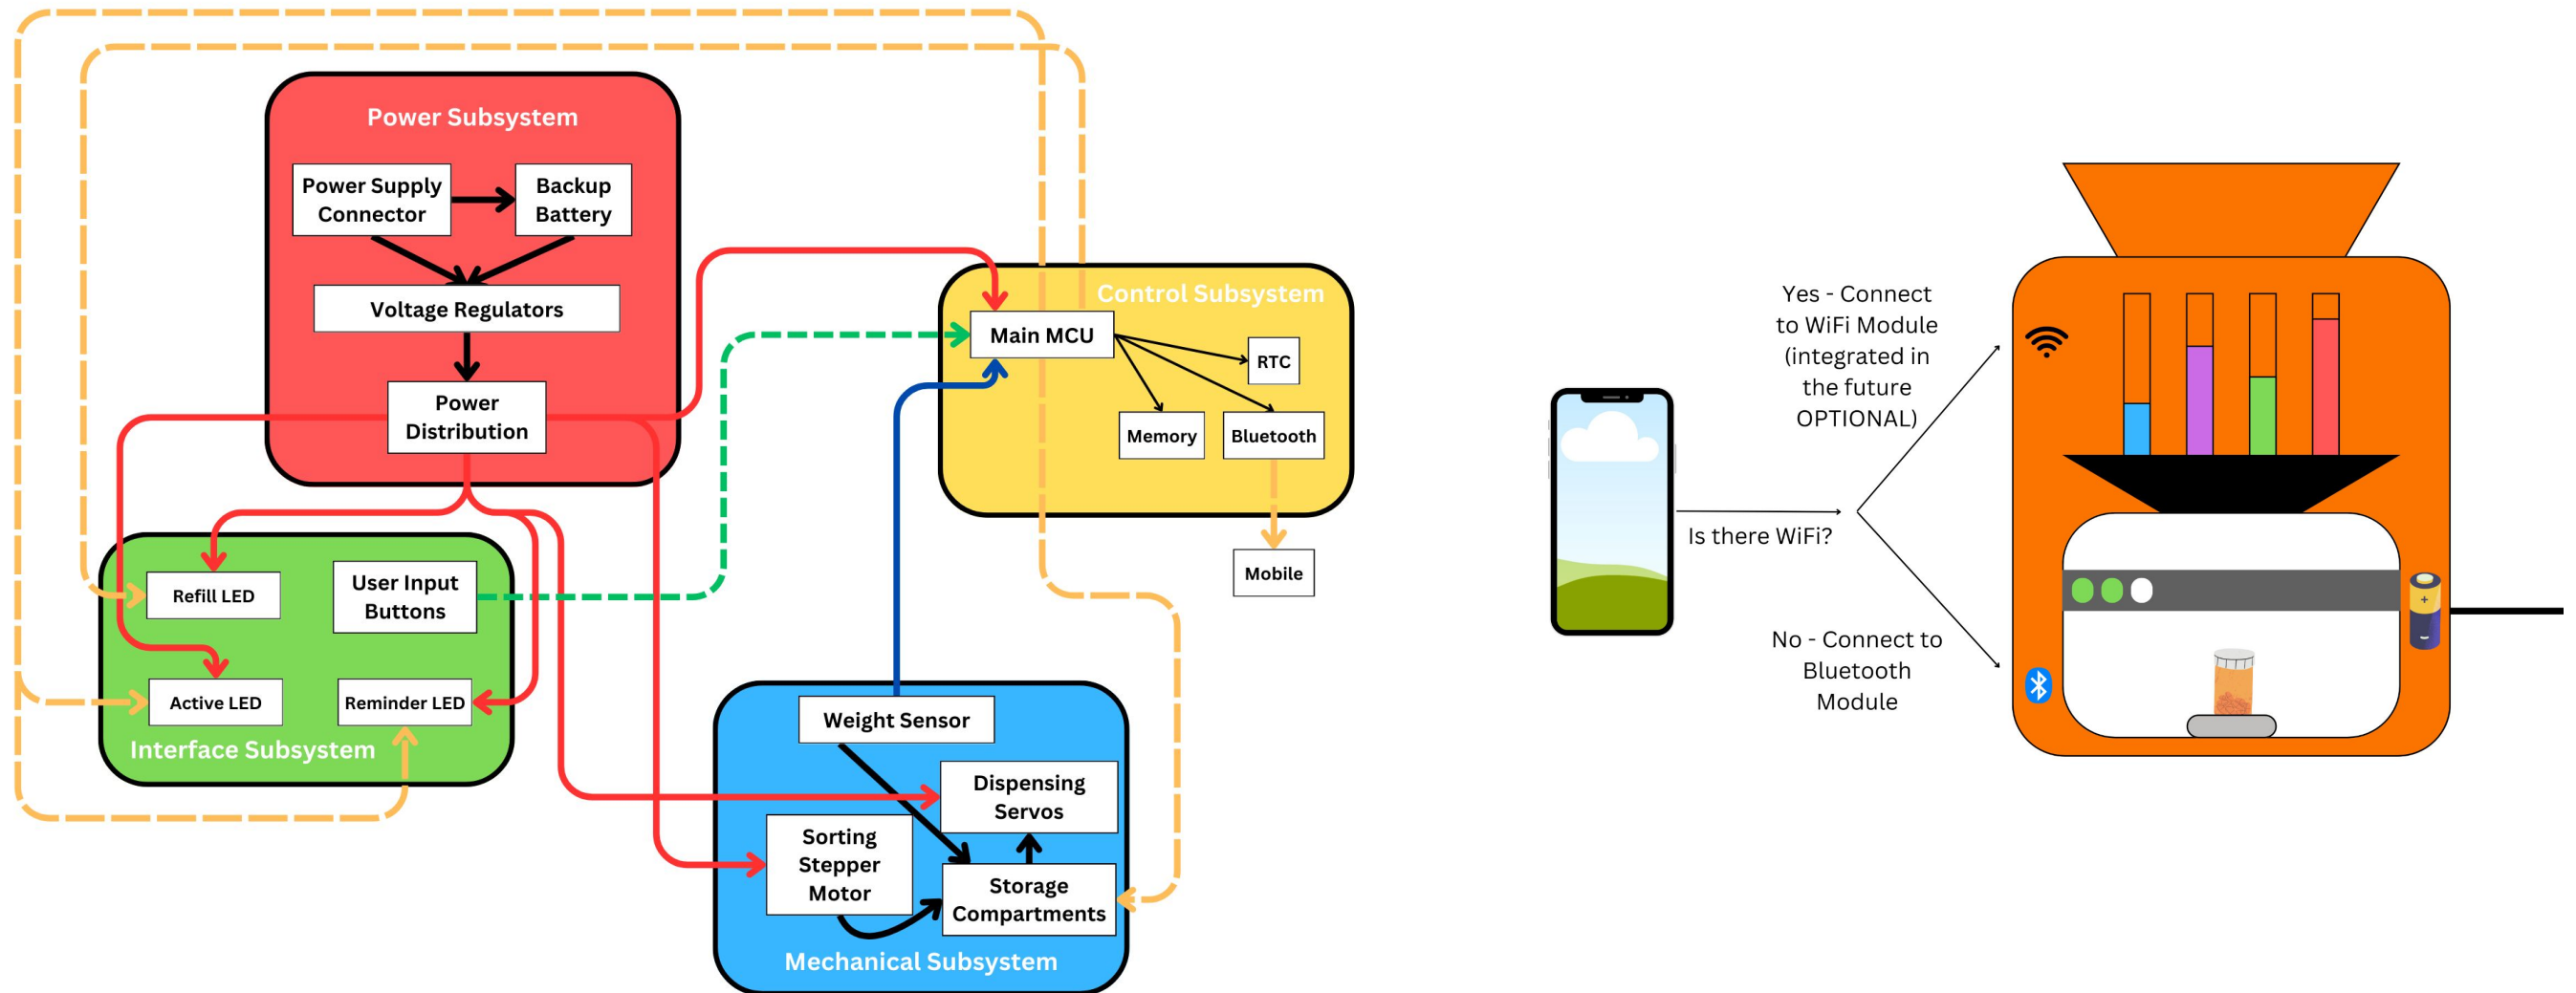 Power Subsystem
Power Supply
Connector
Backup
Battery
Voltage Regulators
Power
Distribution
Control Subsystem
Main MCU
RTC
Memory
Bluetooth
Mobile
Refill LED
User Input
Buttons
Active LED
Reminder LED
Interface Subsystem
Weight Sensor
Dispensing
Servos
Sorting
Stepper
Motor
Storage
Compartments
Mechanical Subsystem
Is there WiFi?
Yes - Connect
to WiFi Module
(integrated in
the future
OPTIONAL)
No - Connect to
Bluetooth
Module
+
-